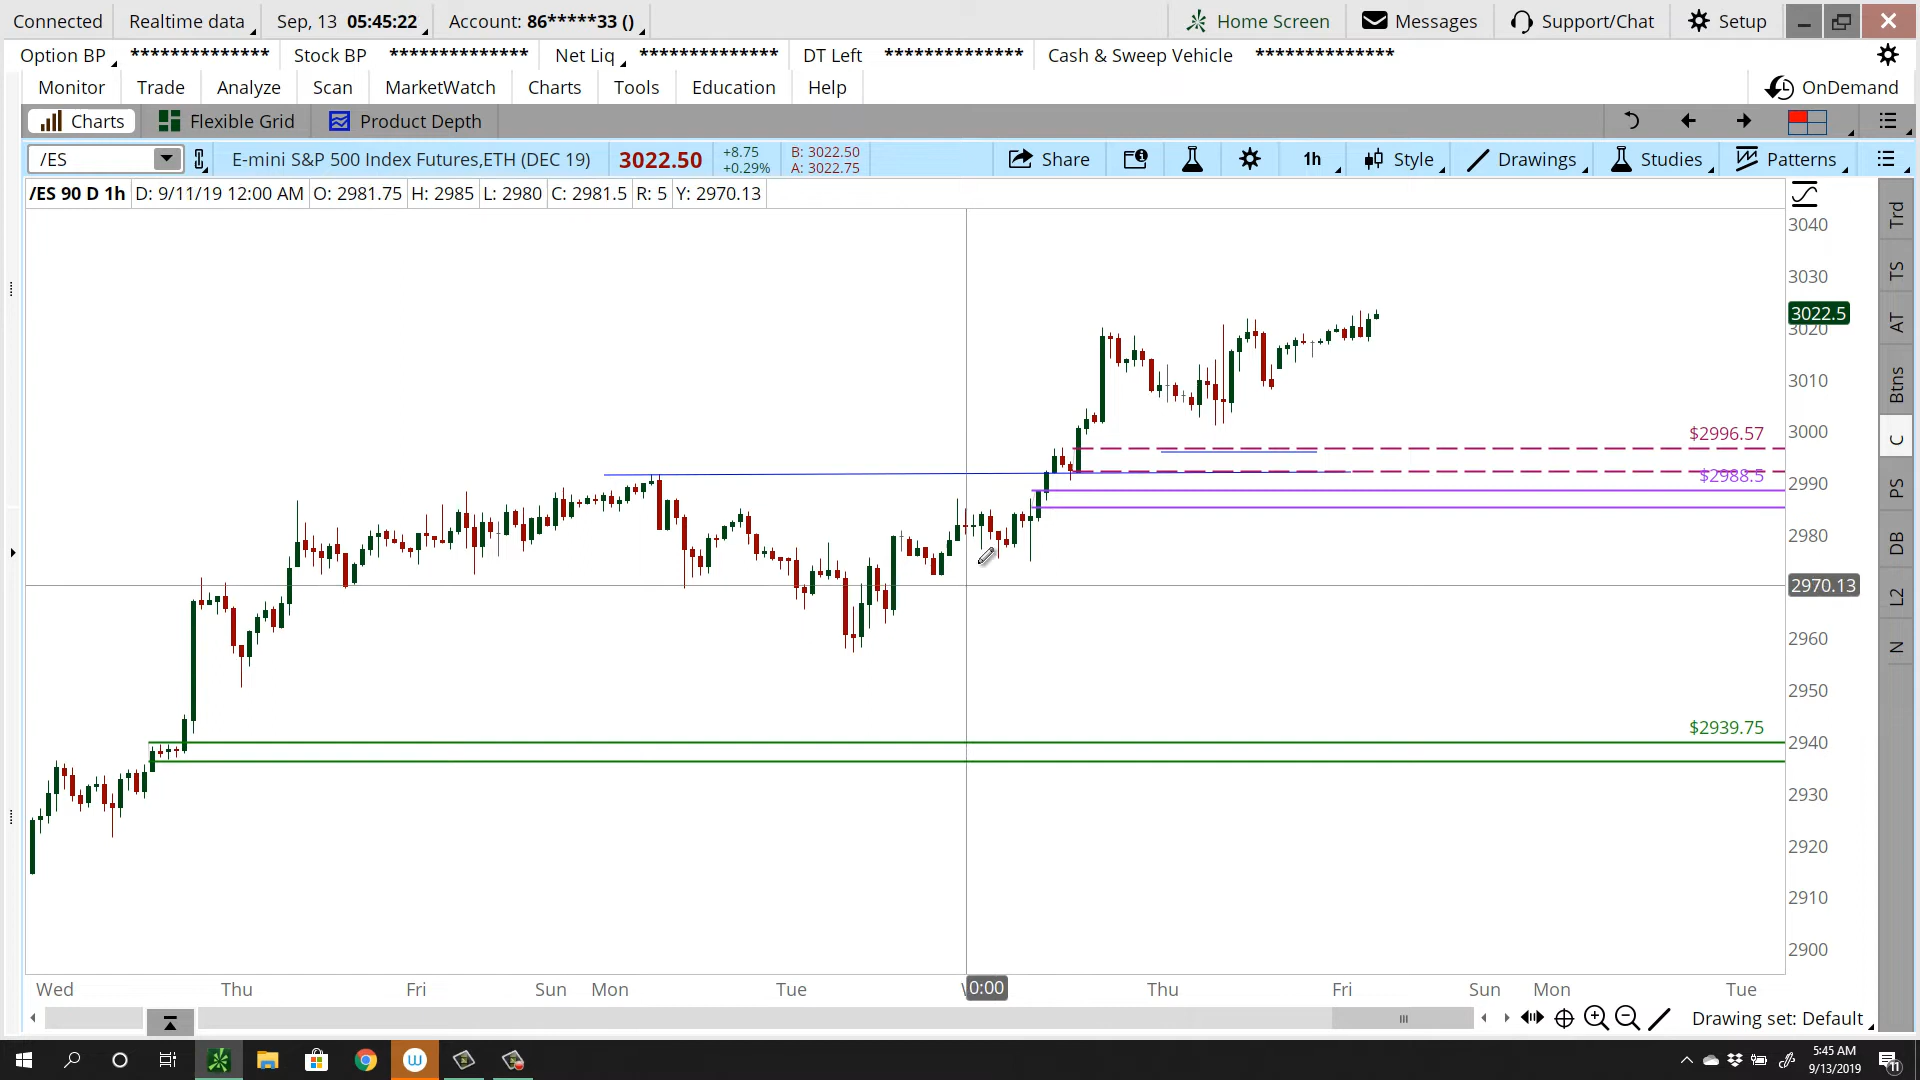 Connected Realtime data Sep, 13 05:45:22 Account: 86*****33 () Home Screen Messages Support/Chat Setup
Option BP ************** Stock BP ************** Net Liq ************** DT Left ************** Cash & Sweep Vehicle **************
Monitor Trade Analyze Scan MarketWatch Charts Tools Education Help OnDemand
Charts Flexible Grid Product Depth
/ES E-mini S&P 500 Index Futures,ETH (DEC 19) 3022.50 +8.75 B: 3022.50 Share 1h Style Drawings Studies Patterns
+0.29% A: 3022.75
/ES 90 D 1h D: 9/11/19 12:00 AM O: 2981.75 H: 2985 L: 2980 C: 2981.5 R: 5 Y: 2970.13
Trd
TS
AT
Btns
C
PS
DB
L2
N
3040
3030
3022.5
3020
3010
3000
$2996.57
2990
$2988.5
2980
2970.13
2960
2950
$2939.75
2940
2930
2920
2910
2900
Wed Thu Fri Sun Mon Tue 0:00 Thu Fri Sun Mon Tue
Drawing set: Default
W
5:45 AM
9/13/2019
11